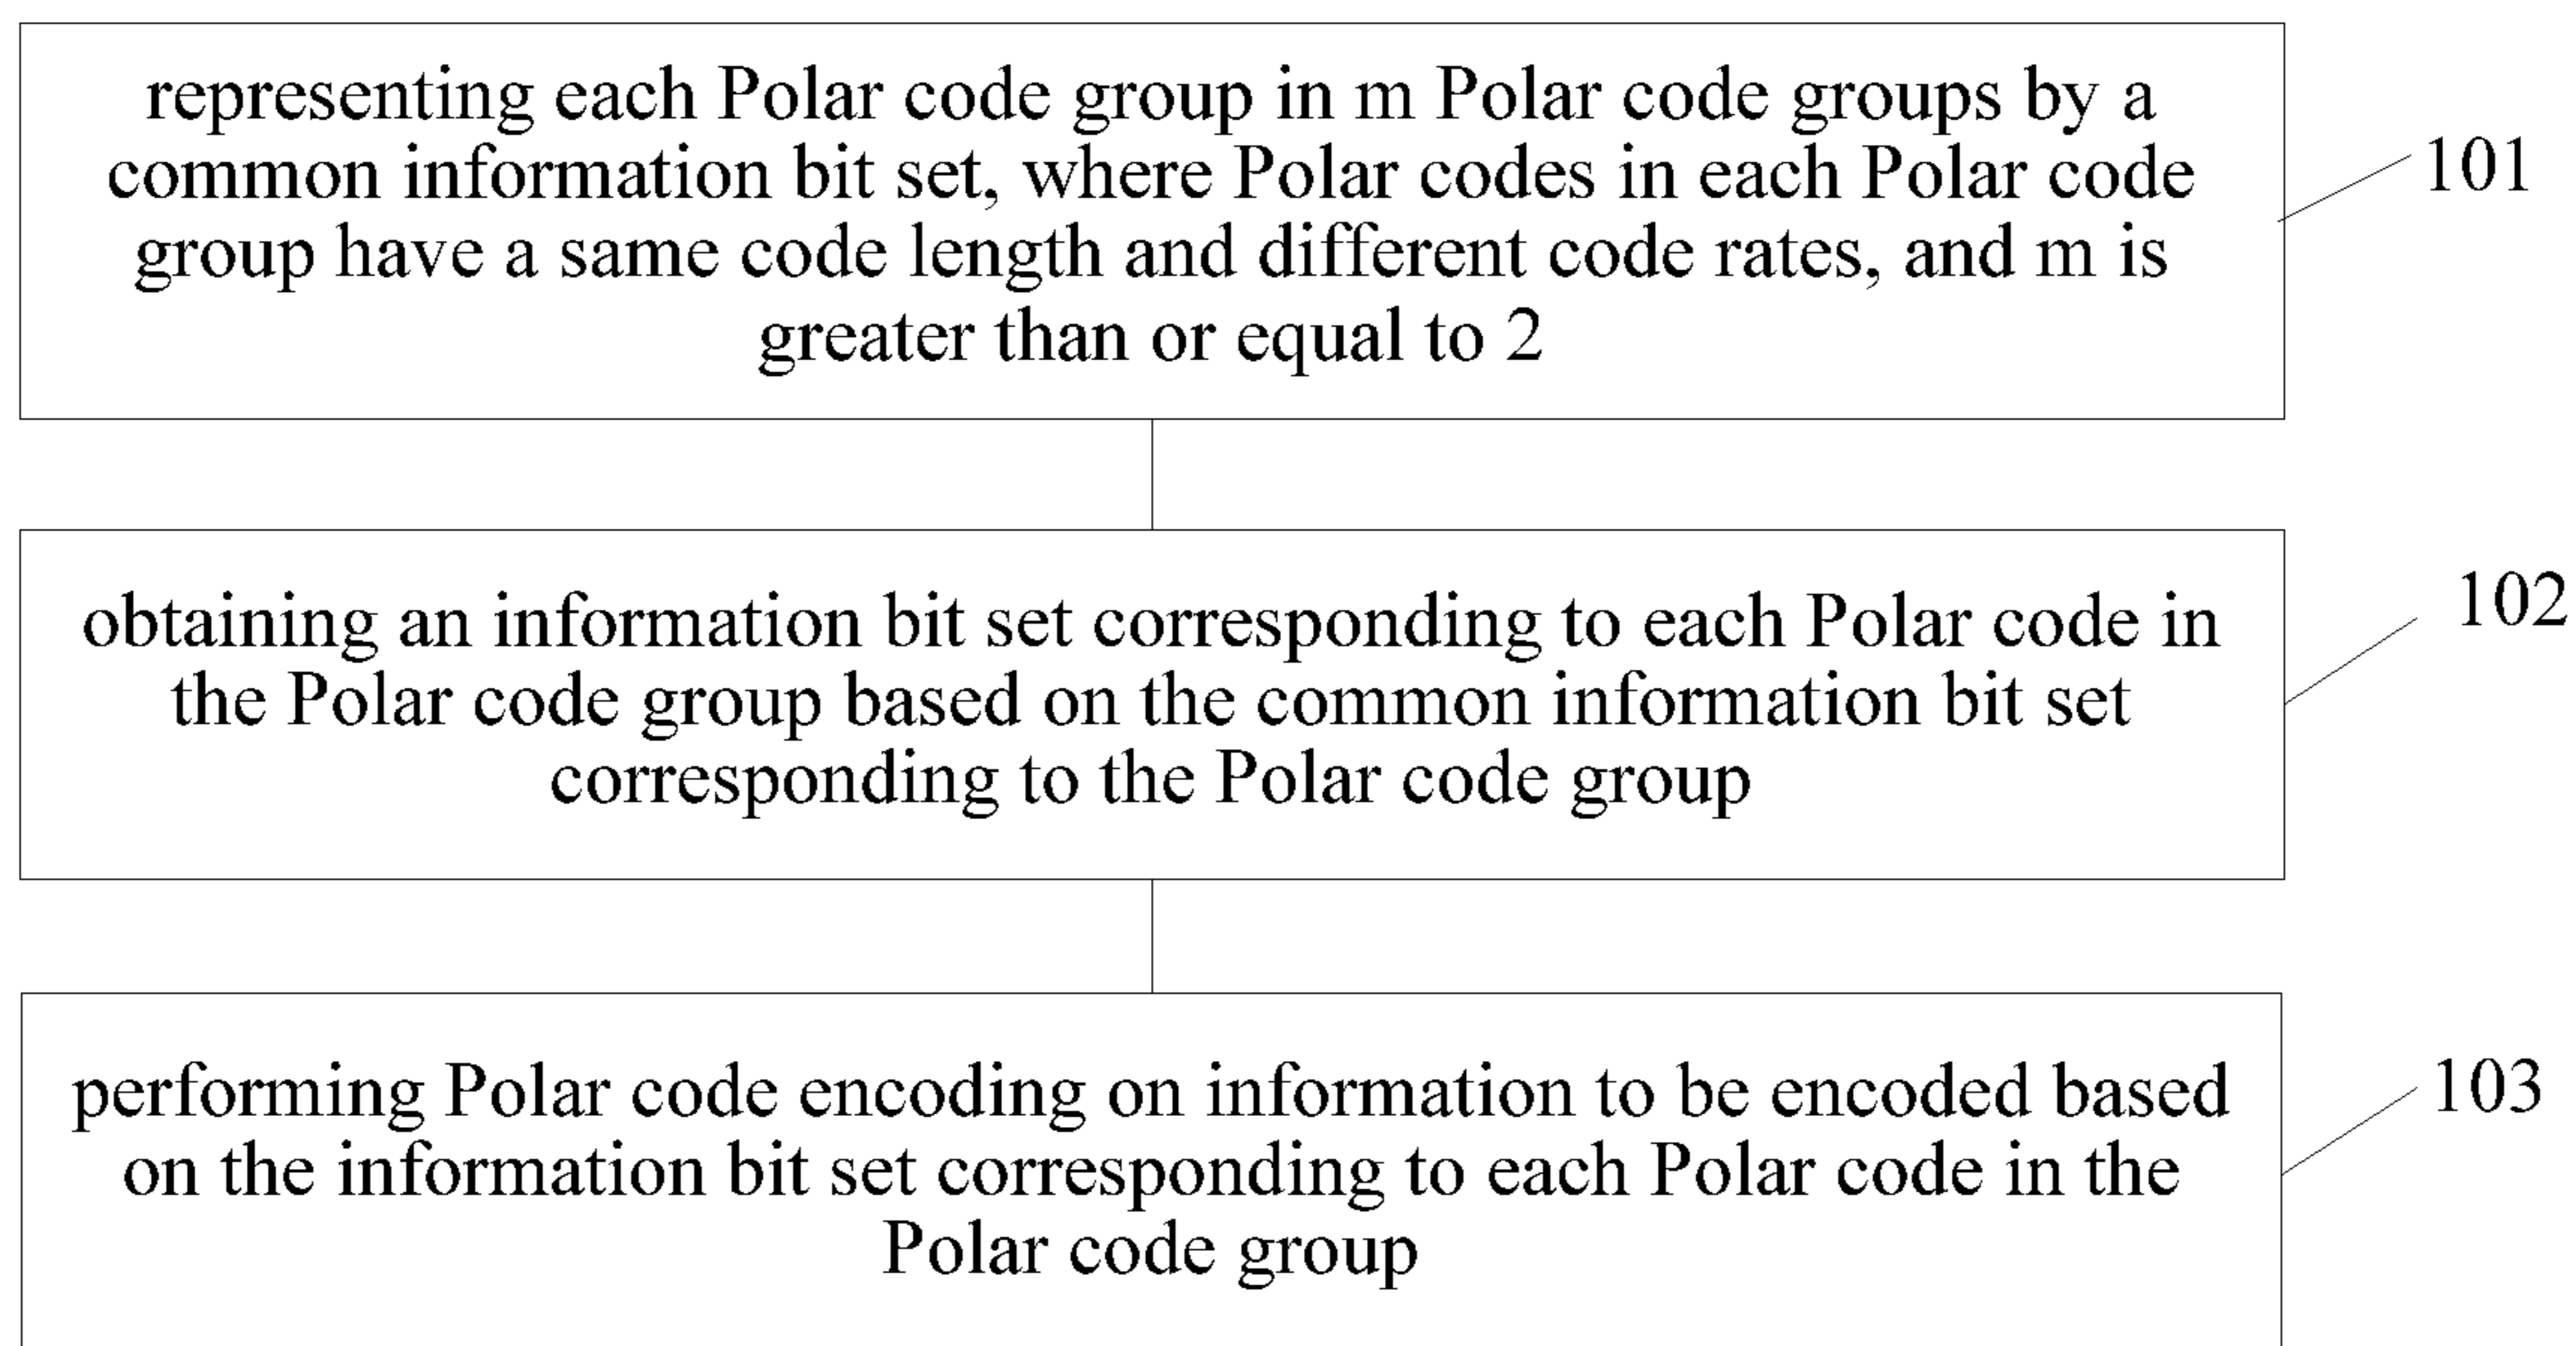 representing each Polar code group in m Polar code groups by a
common information bit set, where Polar codes in each Polar code
group have a same code length and different code rates, and m is
greater than or equal to 2
101
obtaining an information bit set corresponding to each Polar code in
the Polar code group based on the common information bit set
corresponding to the Polar code group
102
performing Polar code encoding on information to be encoded based
on the information bit set corresponding to each Polar code in the
Polar code group
103